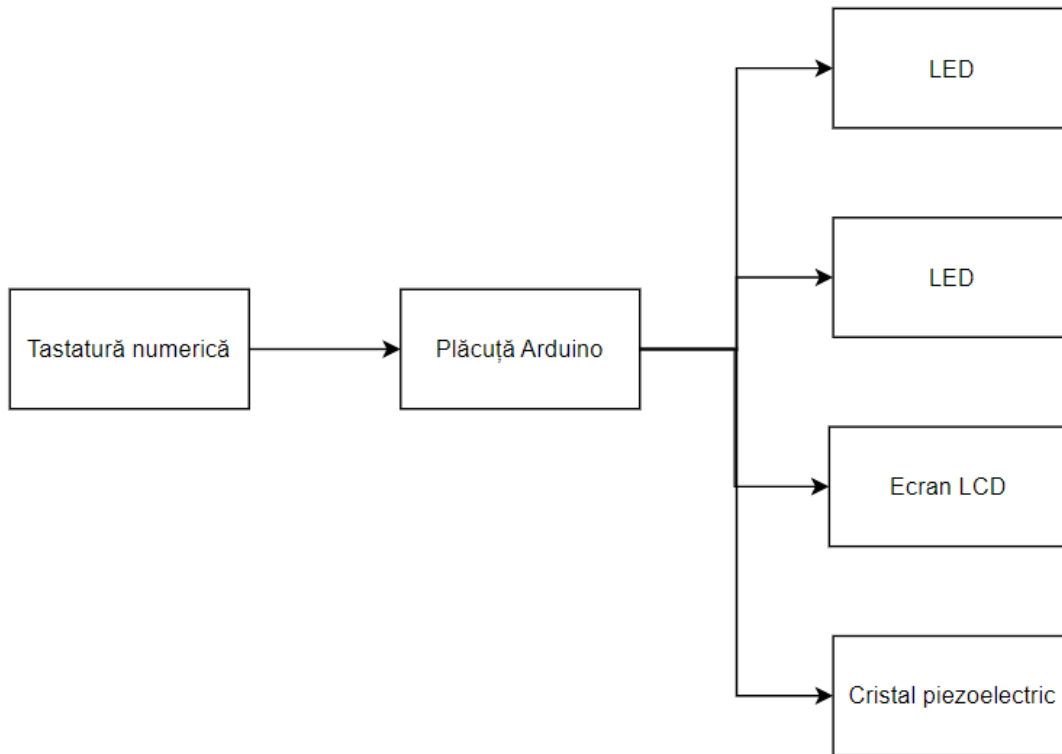 LED
LED
Tastatură numerică
Plăcuță Arduino
Ecran LCD
Cristal piezoelectric